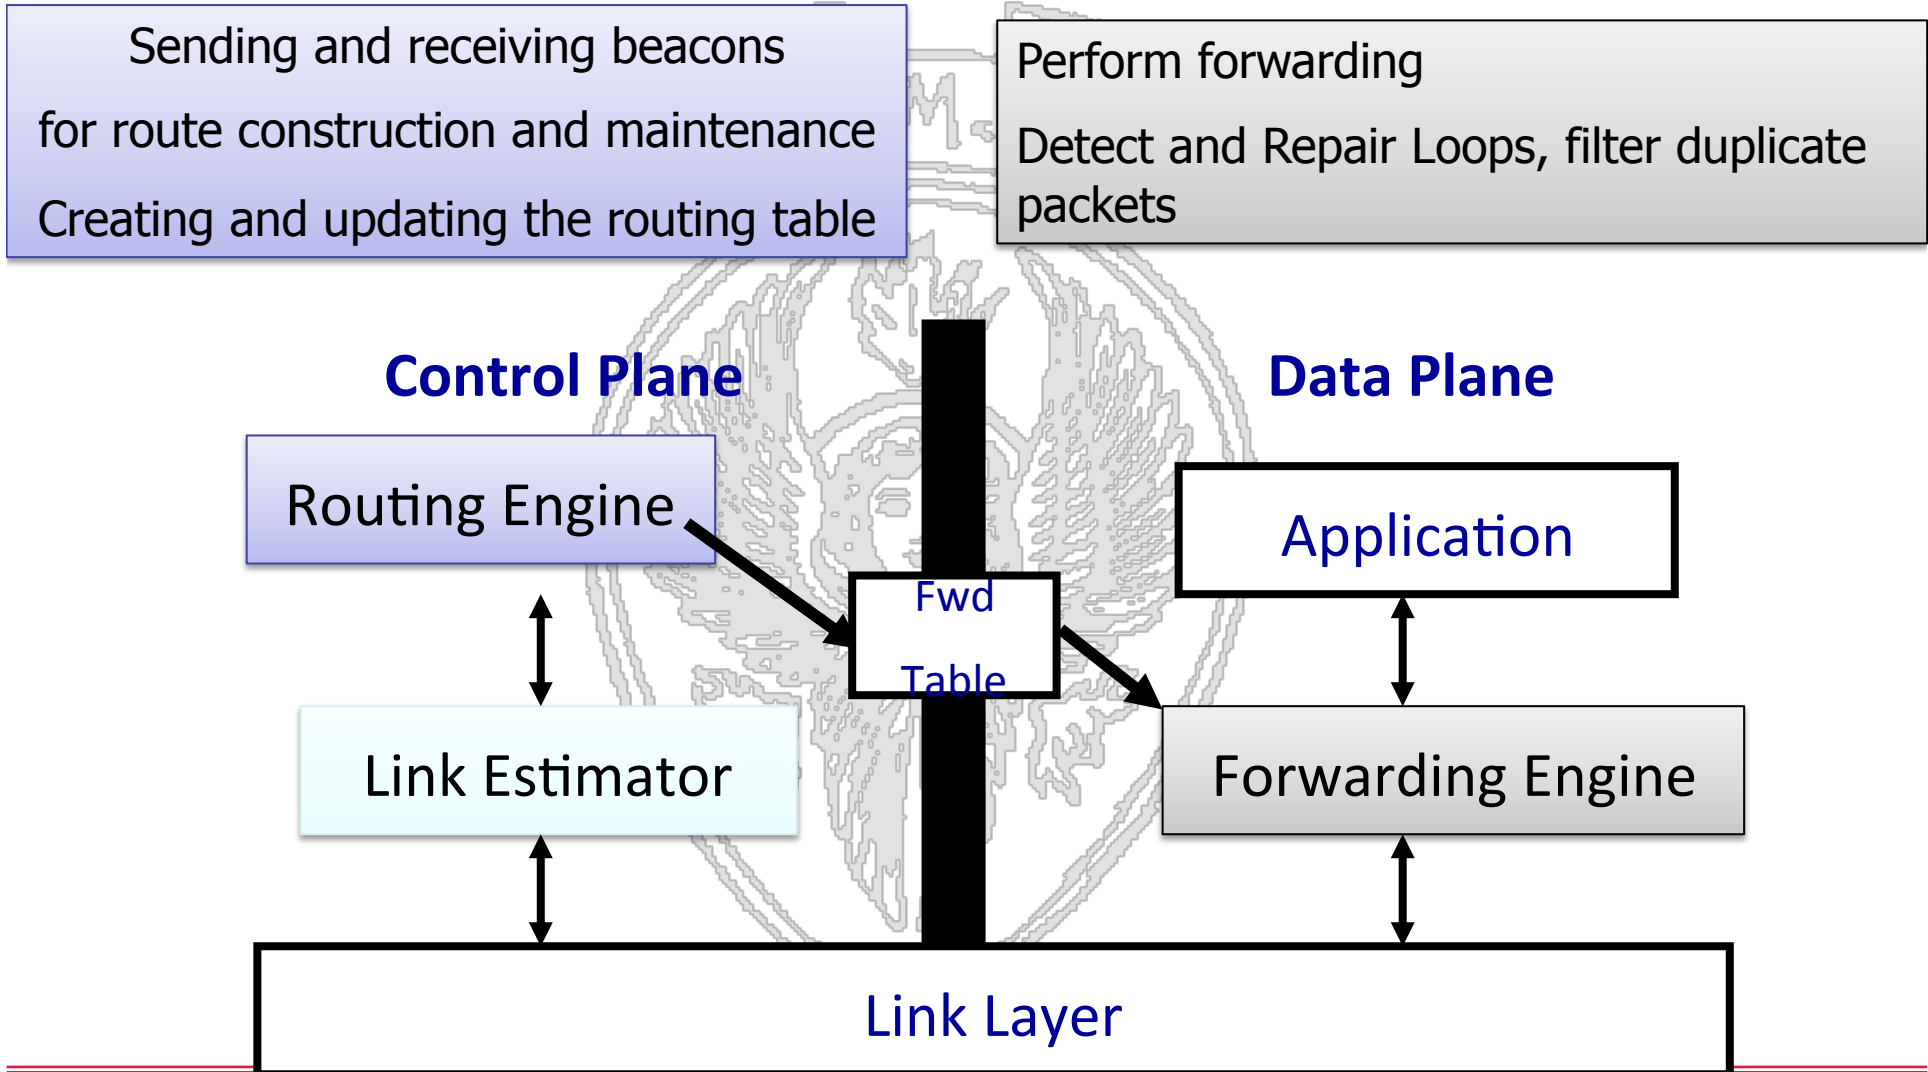 Sending and receiving beacons
for route construction and maintenance
Creating and updating the routing table
Perform forwarding
Detect and Repair Loops, filter duplicate
packets
Control Plane
Data Plane
Routing Engine
Application
Fwd
Table
Link Estimator
Forwarding Engine
Link Layer